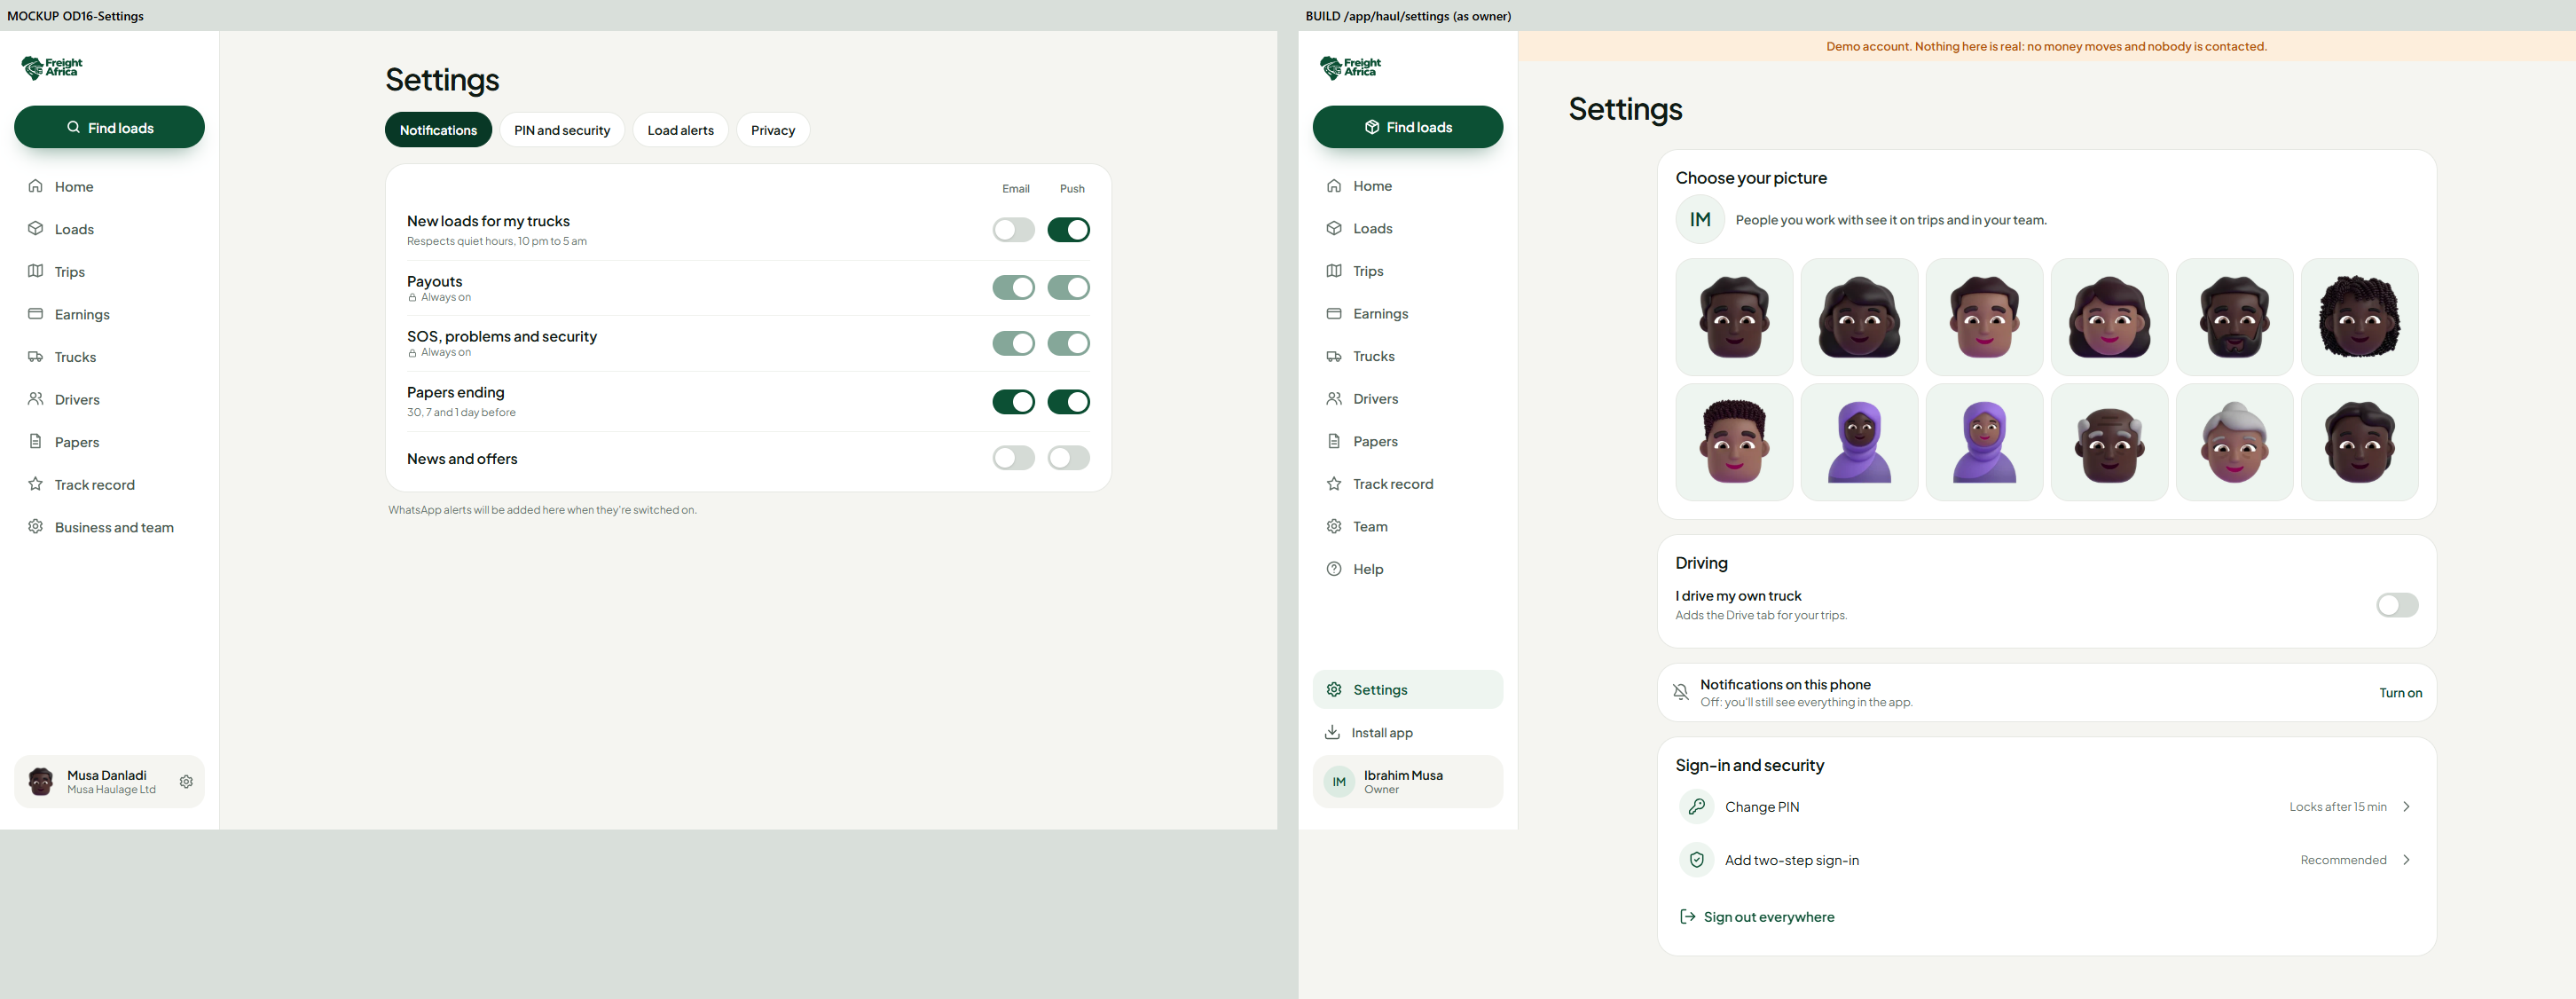 MOCKUP OD16-Settings
Freight
Africa
Find loads
Home
Loads
Trips
Earnings
Trucks
Drivers
Papers
Track record
Business and team
Musa Danladi
Musa Haulage Ltd
Settings
Notifications
PIN and security
Load alerts
Privacy
Email
Push
New loads for my trucks
Respects quiet hours, 10 pm to 5 am
Payouts
Always on
SOS, problems and security
Always on
Papers ending
30, 7 and 1 day before
News and offers
WhatsApp alerts will be added here when they're switched on.
BUILD /app/haul/settings (as owner)
Freight
Africa
Find loads
Home
Loads
Trips
Earnings
Trucks
Drivers
Papers
Track record
Team
Help
Settings
Install app
IM
Ibrahim Musa
Owner
Demo account. Nothing here is real: no money moves and nobody is contacted.
Settings
Choose your picture
IM
People you work with see it on trips and in your team.
Driving
I drive my own truck
Adds the Drive tab for your trips.
Notifications on this phone
Off: you'll still see everything in the app.
Turn on
Sign-in and security
Change PIN
Locks after 15 min
Add two-step sign-in
Recommended
Sign out everywhere